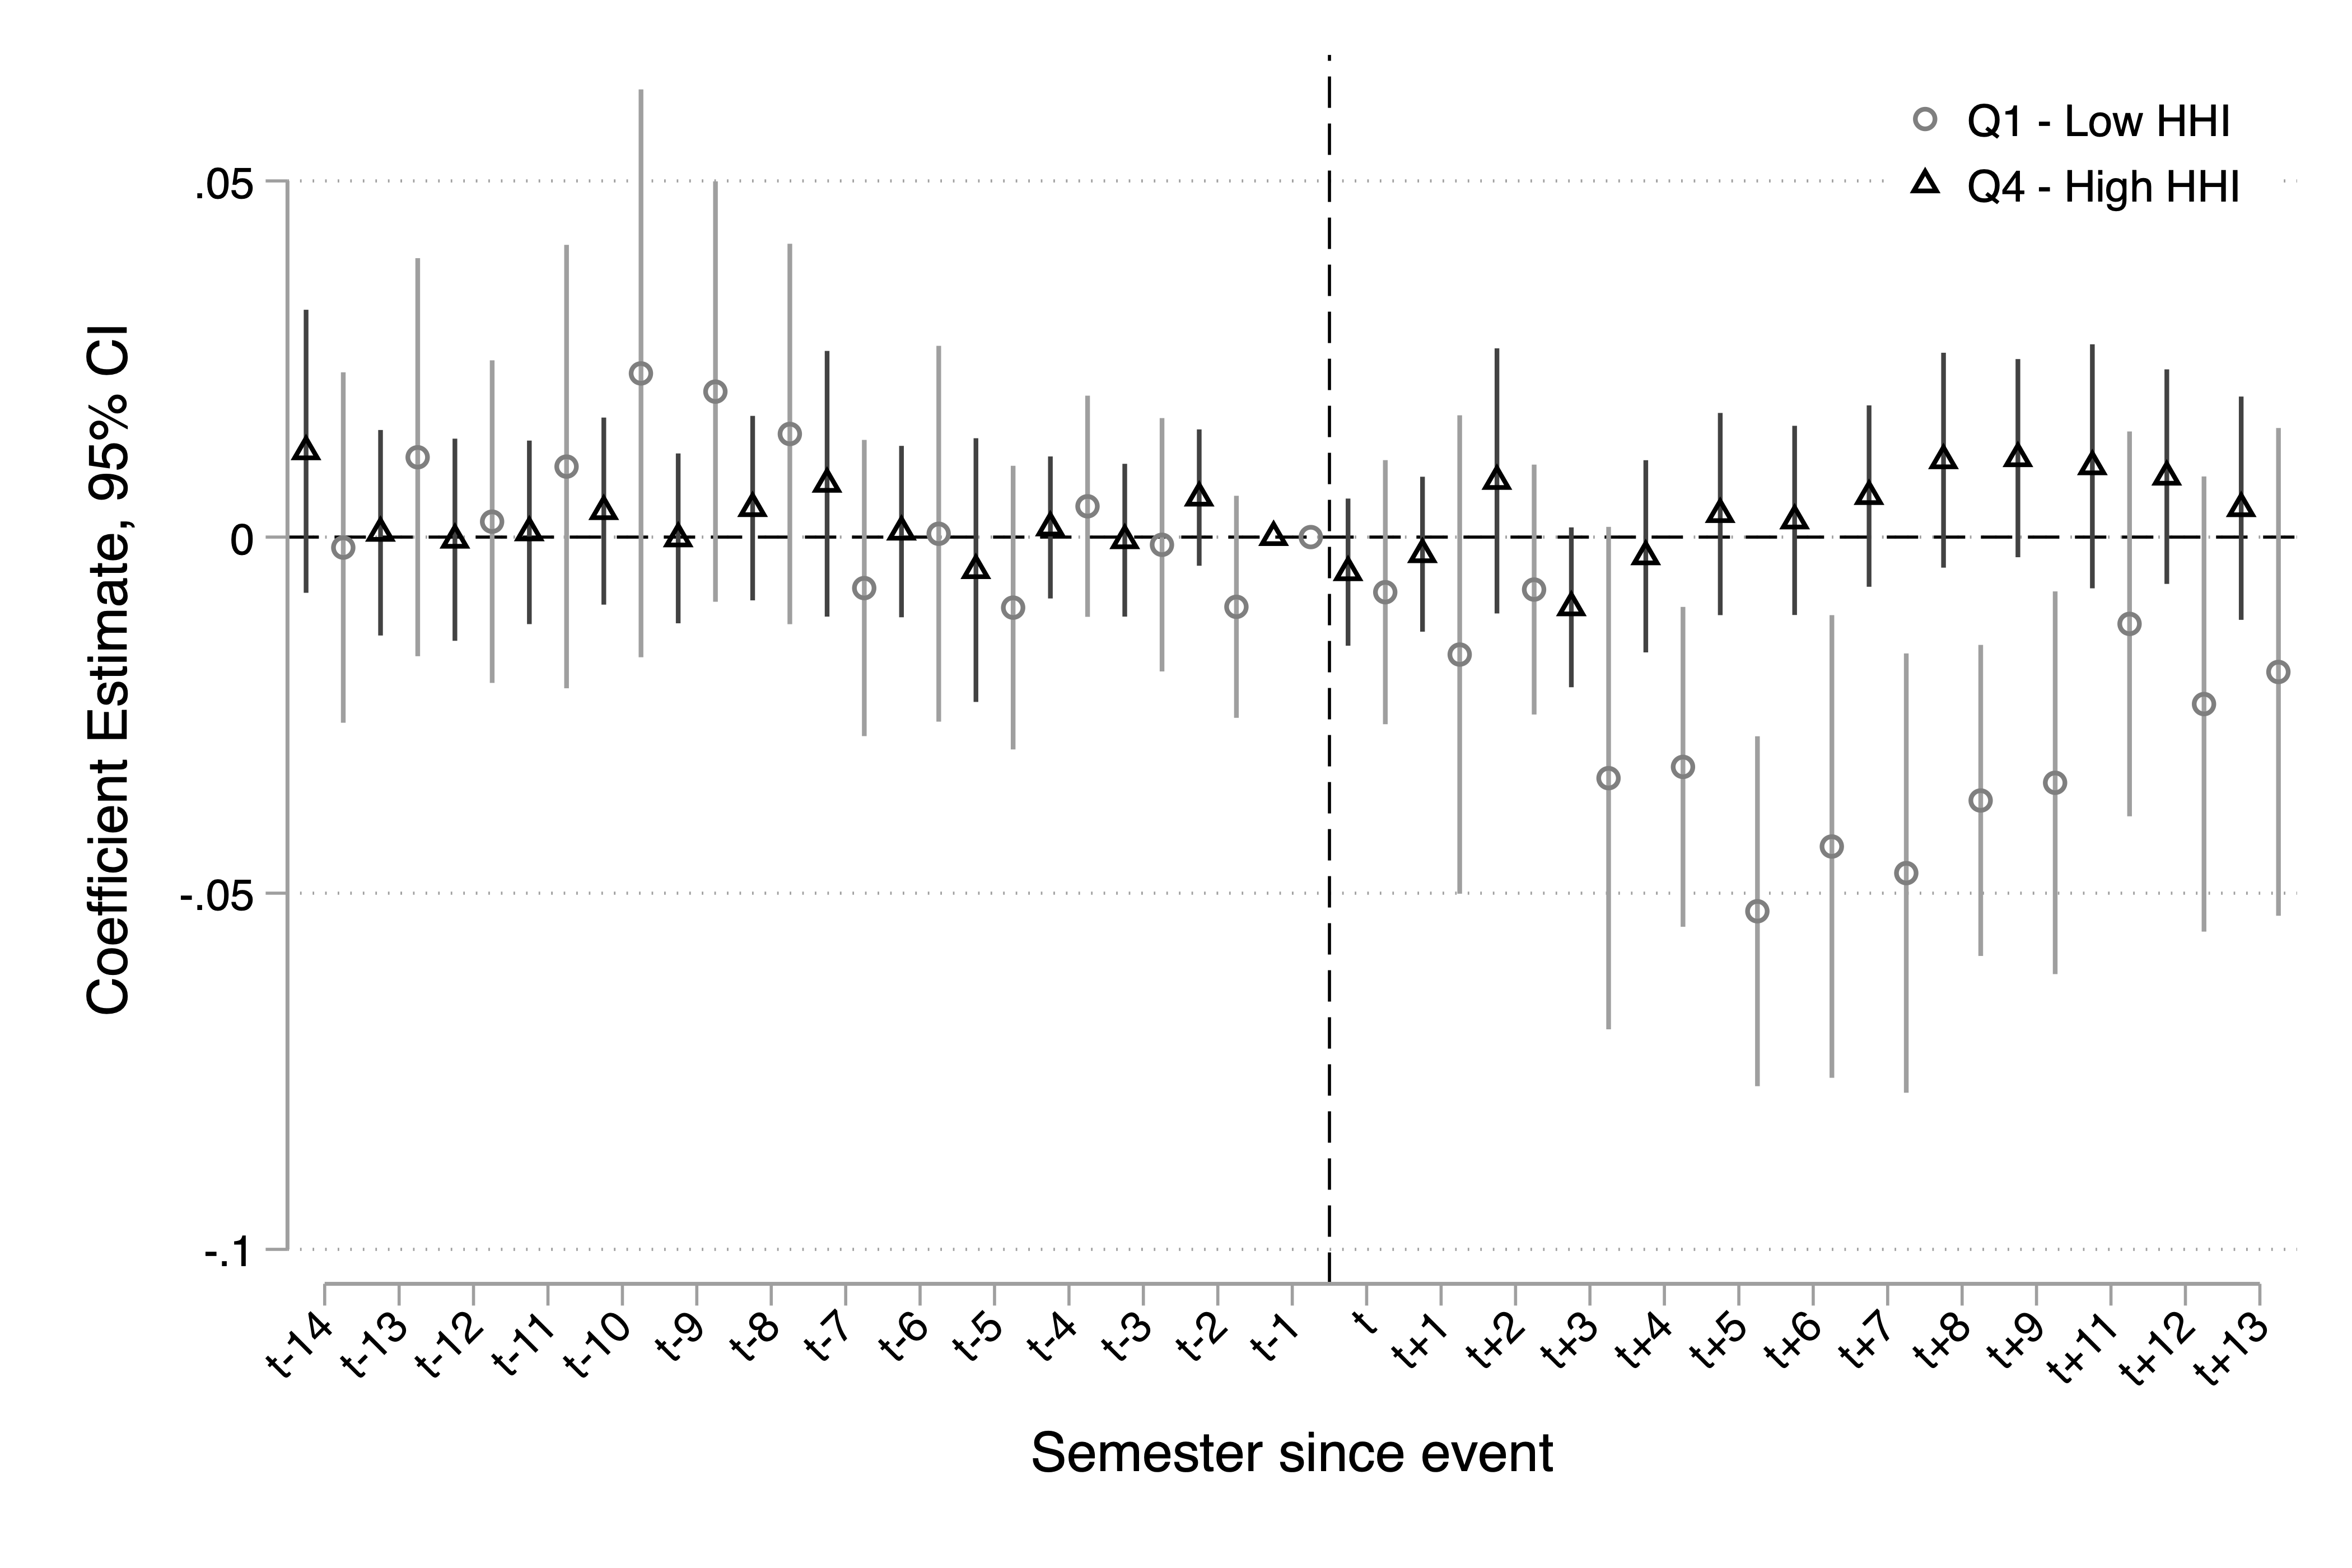 Q1 - Low HHI
Q4 - High HHI
.05
0
-.05
-.1
Coefficient Estimate, 95% CI
t-14
t-13
t-12
t-11
t-10
t-9
t-8
t-7
t-6
t-5
t-4
t-3
t-2
t-1
t
t+1
t+2
t+3
t+4
t+5
t+6
t+7
t+8
t+9
t+11
t+12
t+13
Semester since event